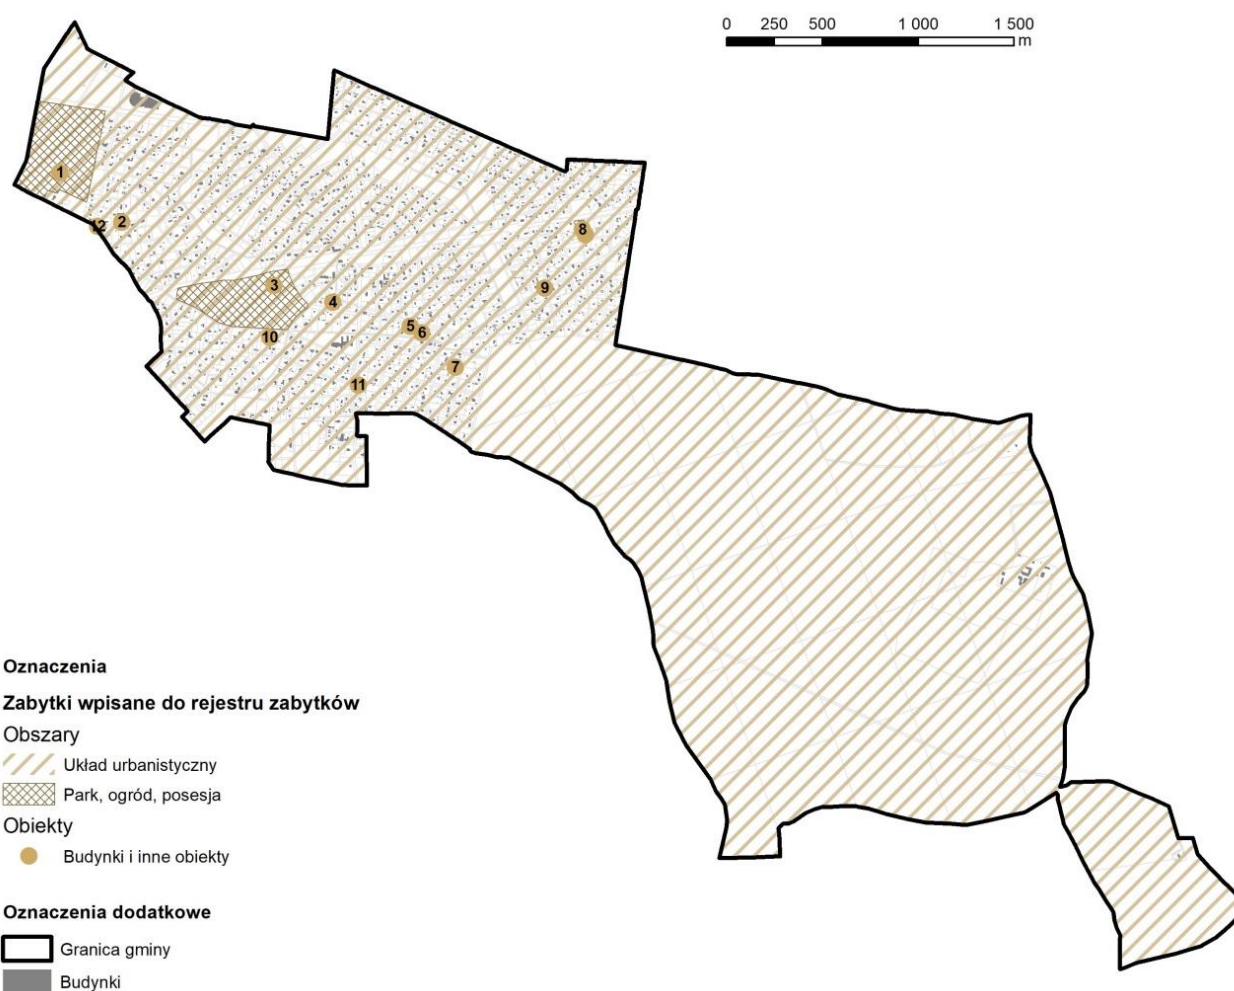 0 250 500 1 000 1 500
m
1
12 2
8
3
9
4
5 6
10
7
11
Oznaczenia
Zabytki wpisane do rejestru zabytków
Obszary
Układ urbanistyczny
Park, ogród, posesja
Obiekty
Budynki i inne obiekty
Oznaczenia dodatkowe
Granica gminy
Budynki